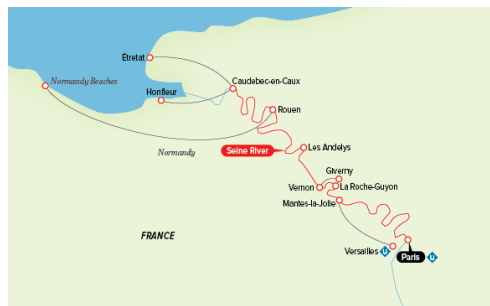 Étretat
Normandy Beaches
Caudebec-en-Caux
Honfleur
Rouen
Normandy
Seine River
Les Andelys
Giverny
Vernon
La Roche-Guyon
Mantes-la-Jolie
FRANCE
Versailles
U
Paris
U